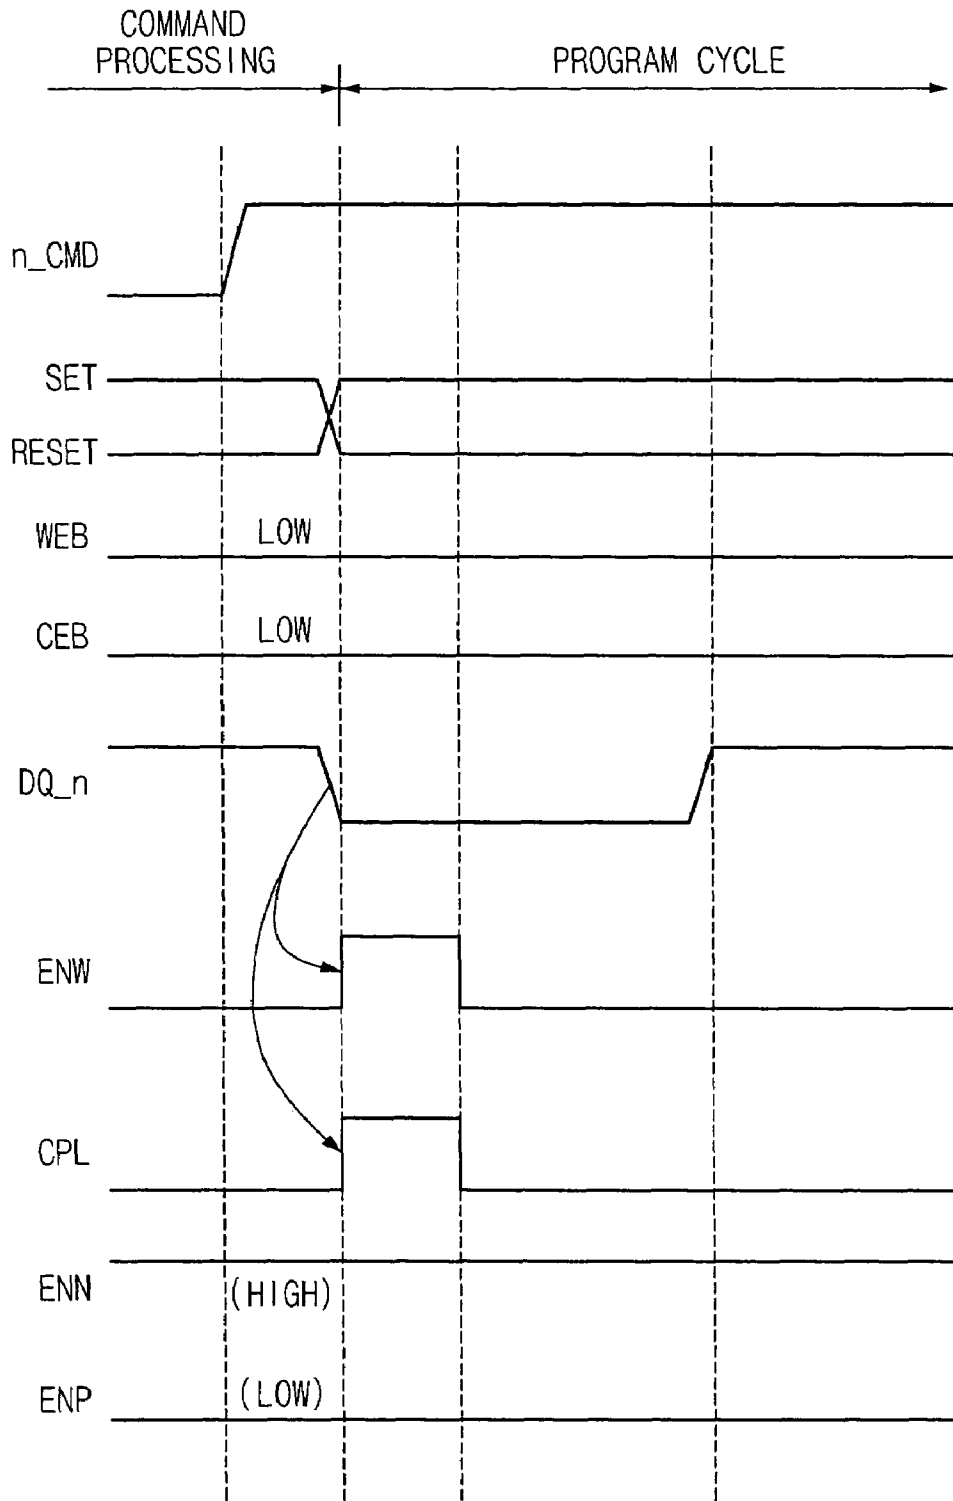 COMMAND
PROCESSING
PROGRAM CYCLE
n_CMD
SET
RESET
WEB
LOW
CEB
LOW
DQ_n
ENW
CPL
ENN
(HIGH)
ENP
(LOW)